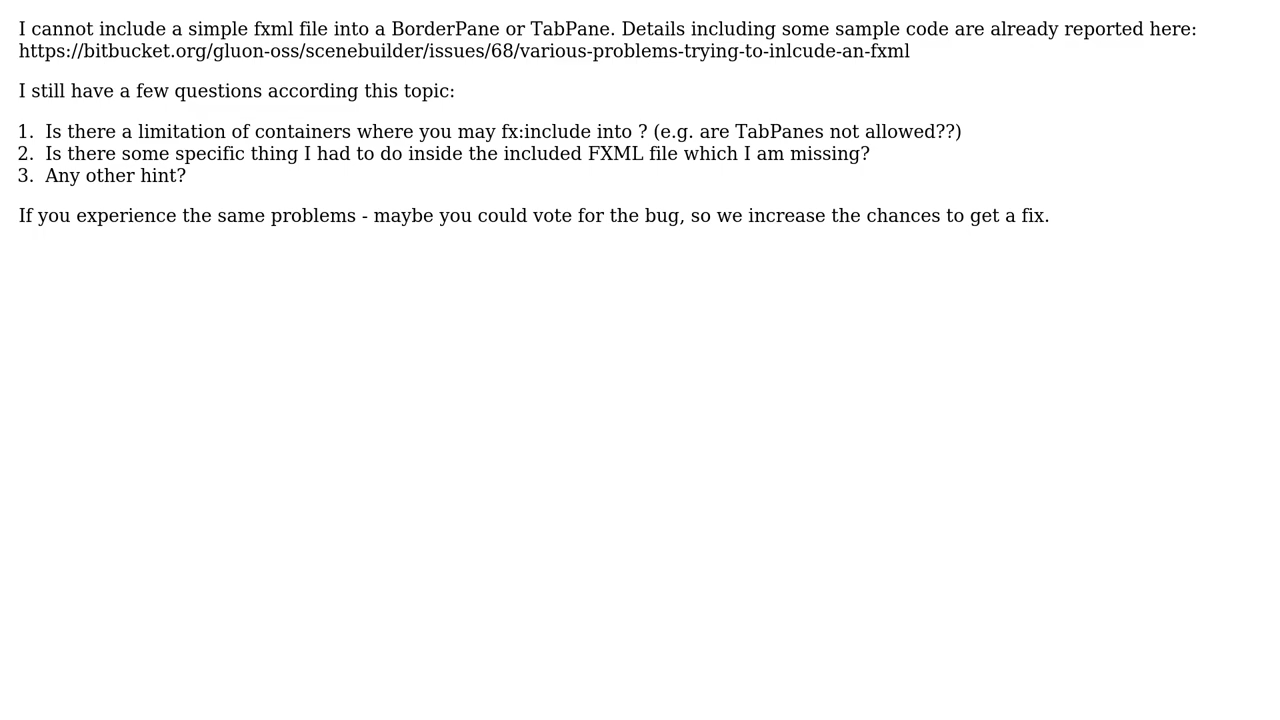 I cannot include a simple fxml file into a BorderPane or TabPane. Details including some sample code are already reported here:
https://bitbucket.org/gluon-oss/scenebuilder/issues/68/various-problems-trying-to-inlcude-an-fxml
I still have a few questions according this topic:
1. Is there a limitation of containers where you may fx:include into ? (e.g. are TabPanes not allowed??)
2. Is there some specific thing I had to do inside the included FXML file which I am missing?
3. Any other hint?
If you experience the same problems - maybe you could vote for the bug, so we increase the chances to get a fix.